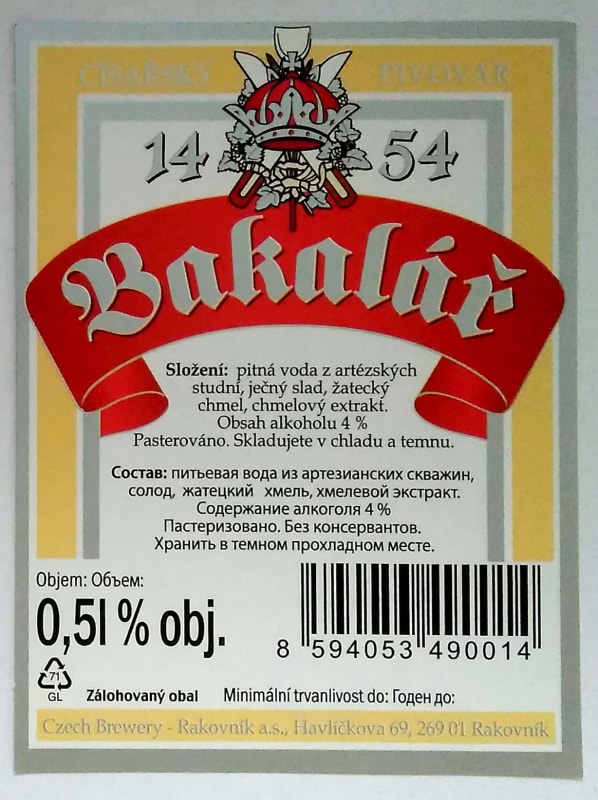 CÍSAŘSKÝ PIVOVAR
14 54
Bakalář
Složení: pitná voda z artézských
studní, ječný slad, žatecký
chmel, chmelový extrakt.
Obsah alkoholu 4 %
Pasterováno. Skladujete v chladu a temnu.
Состав: питьевая вода из артезианских скважин,
солод, жатецкий хмель, хмелевой экстракт.
Содержание алкоголя 4 %
Пастеризовано. Без консервантов.
Хранить в темном прохладном месте.
Objem: Объем:
0,5l % obj.
8 594053 490014
71
GL
Zálohovaný obal
Minimální trvanlivost do: Годен до:
Czech Brewery - Rakovník a.s., Havlíčkova 69, 269 01 Rakovník